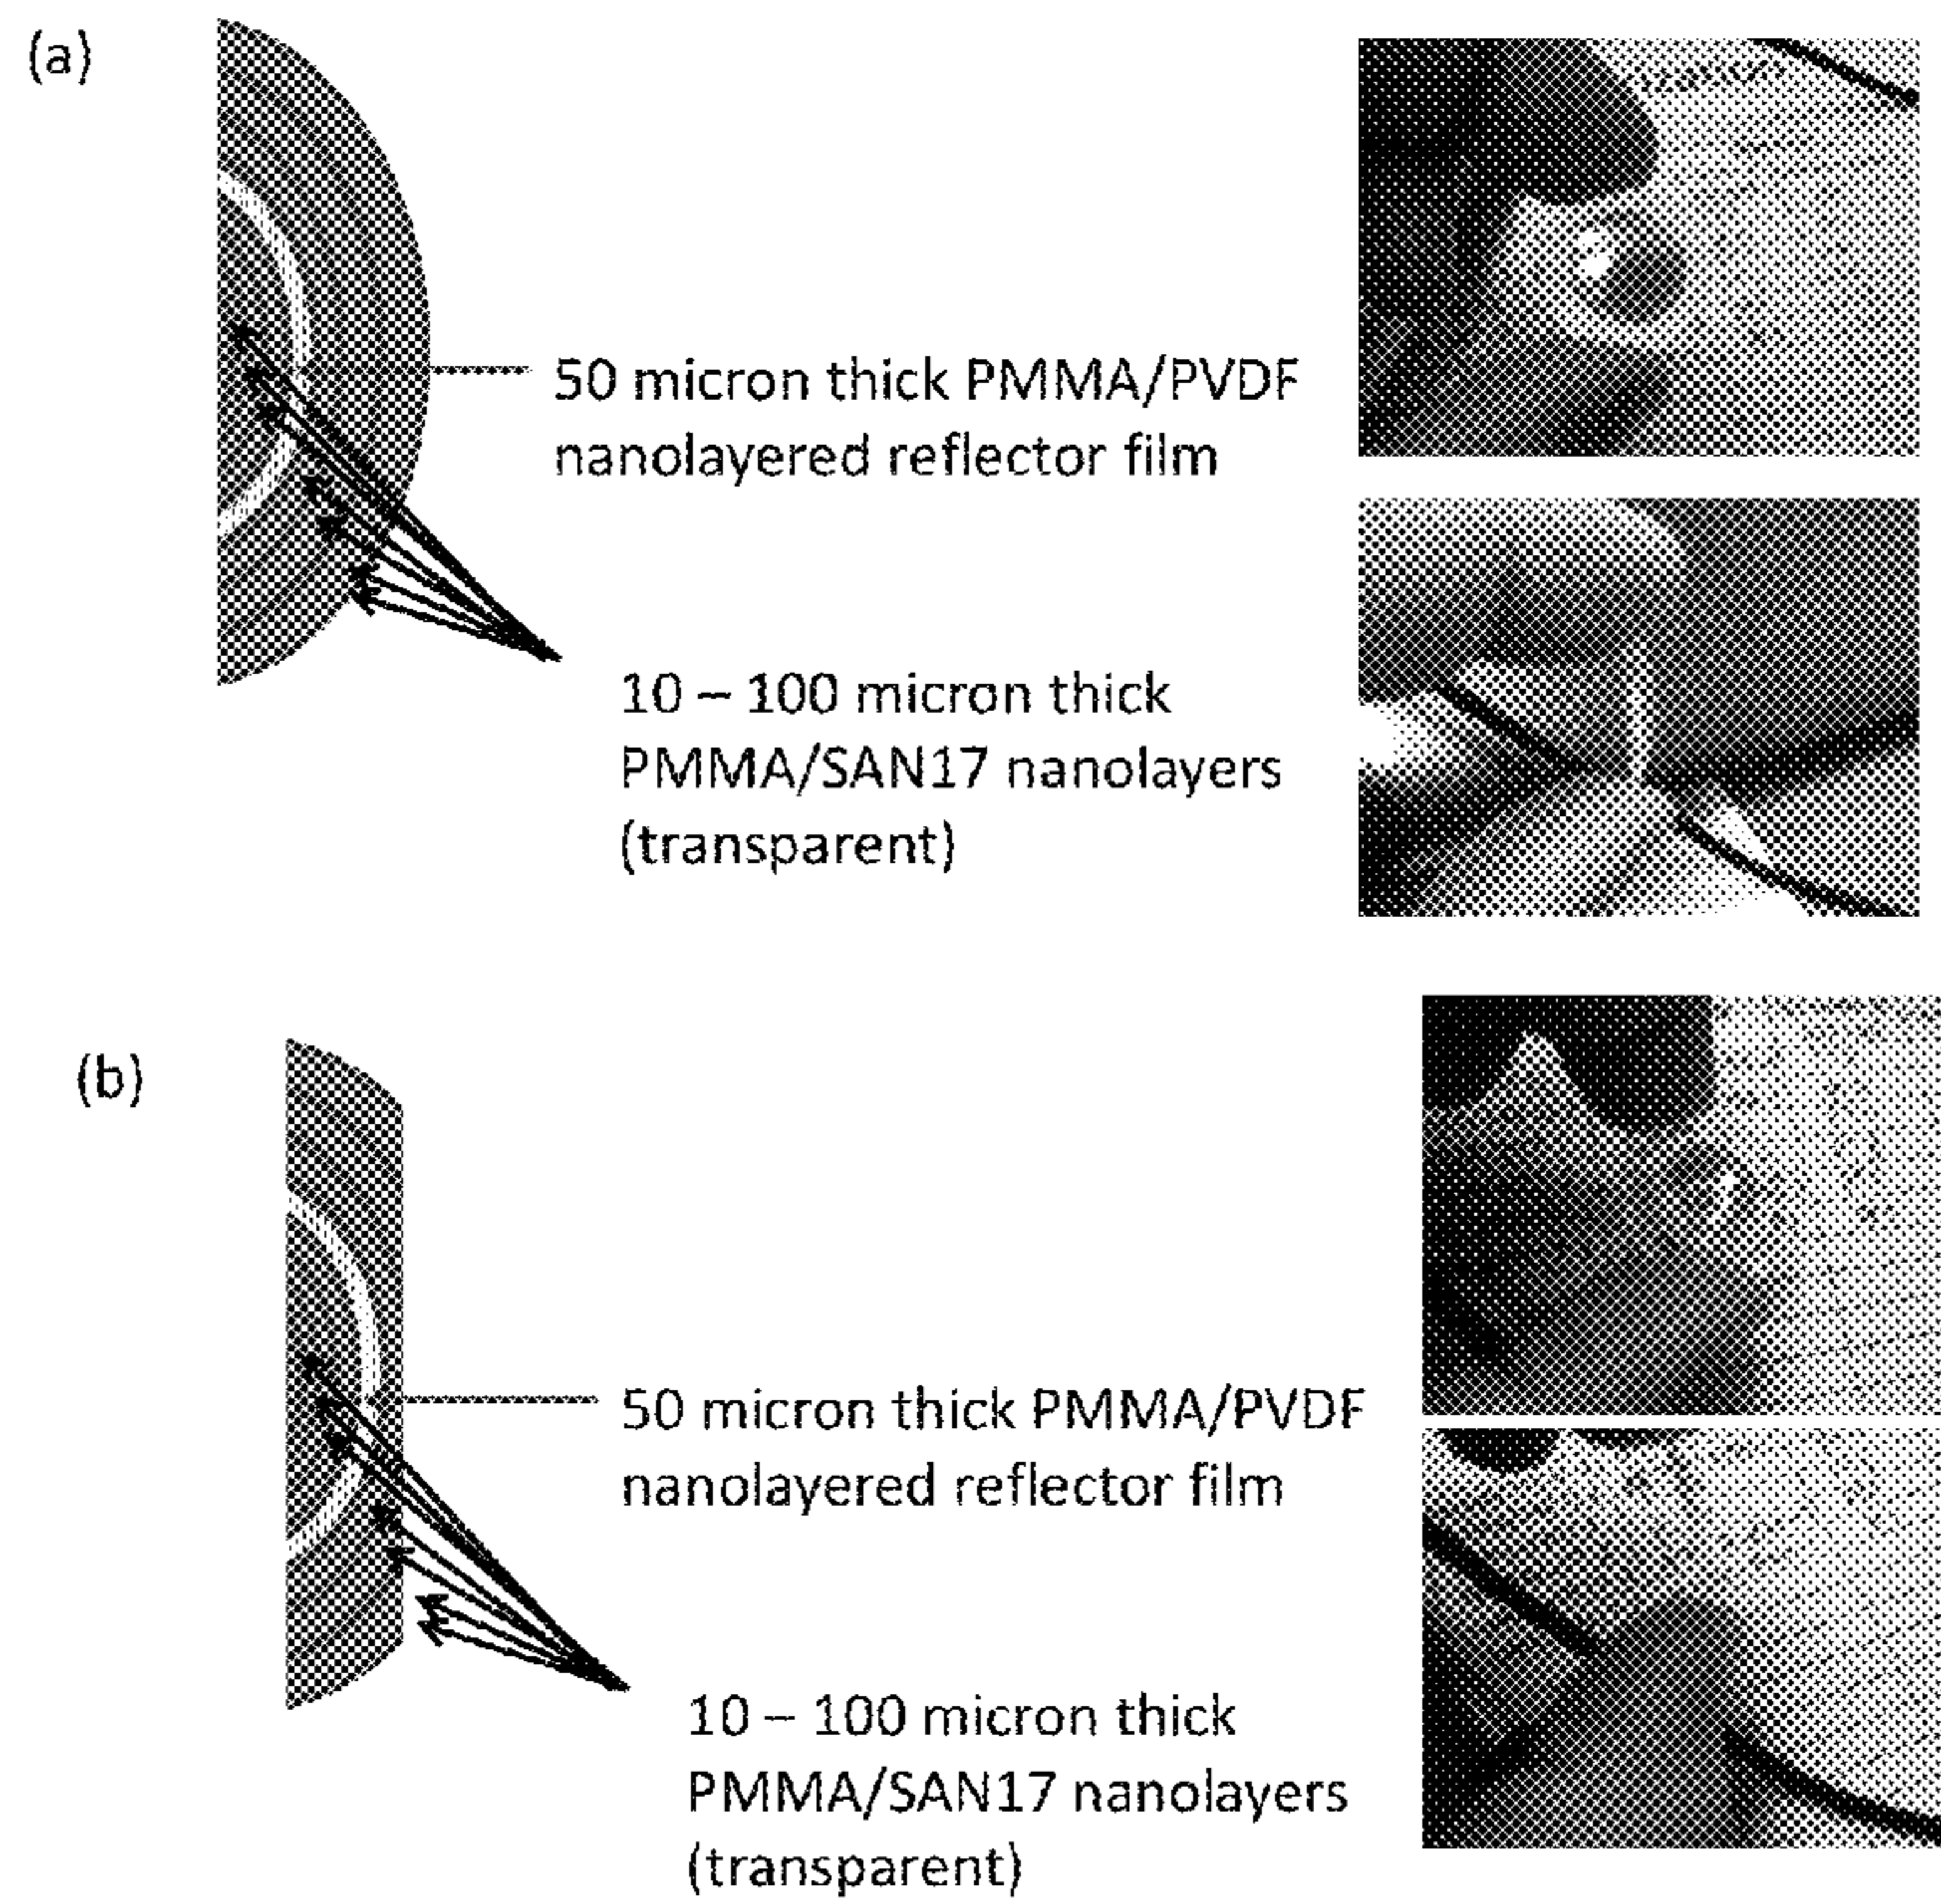 (a)
50 micron thick PMMA/PVDF
nanolayered reflector film
10 – 100 micron thick
PMMA/SAN17 nanolayers
(transparent)
(b)
50 micron thick PMMA/PVDF
nanolayered reflector film
10 – 100 micron thick
PMMA/SAN17 nanolayers
(transparent)